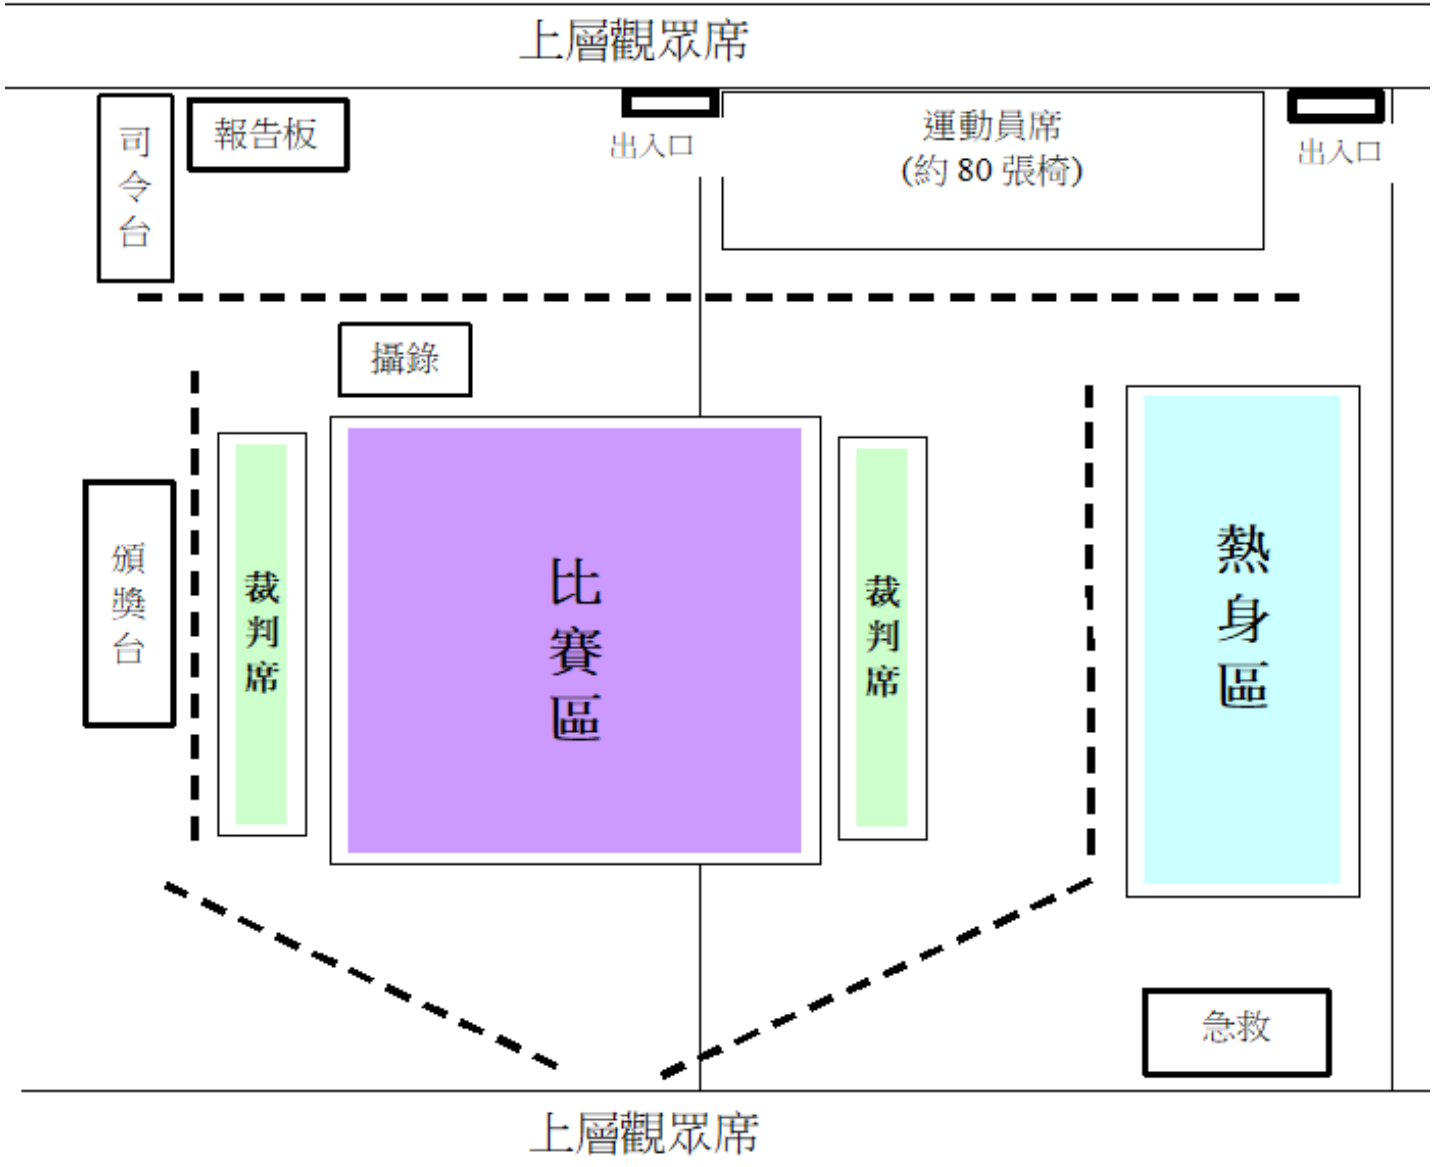 上層觀眾席
司令台
報告板
出入口
運動員席
(約 80 張椅)
出入口
攝錄
頒獎台
裁判席
比賽區
裁判席
熱身區
急救
上層觀眾席